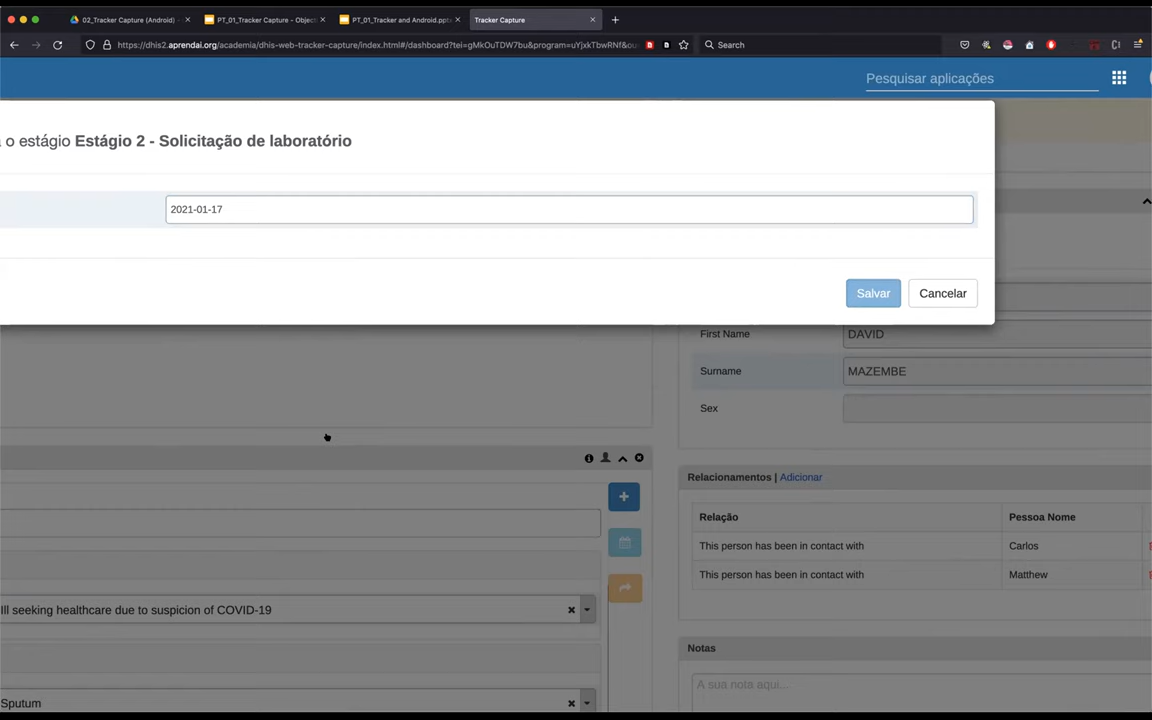 02_Tracker Capture (Android)
PT_01_Tracker Capture - Object
PT_01_Tracker and Android.pptx
Tracker Capture
https://dhis2.aprendai.org/academia/dhis-web-tracker-capture/index.html#/dashboard?tei=gMkOuTDW7bu&program=uYjxkTbwRNf&ou
Search
Pesquisar aplicações
o estágio Estágio 2 - Solicitação de laboratório
2021-01-17
Salvar
Cancelar
First Name
DAVID
Surname
MAZEMBE
Sex
Relacionamentos | Adicionar
Relação
Pessoa Nome
This person has been in contact with
Carlos
This person has been in contact with
Matthew
Ill seeking healthcare due to suspicion of COVID-19
Notas
A sua nota aqui...
Sputum